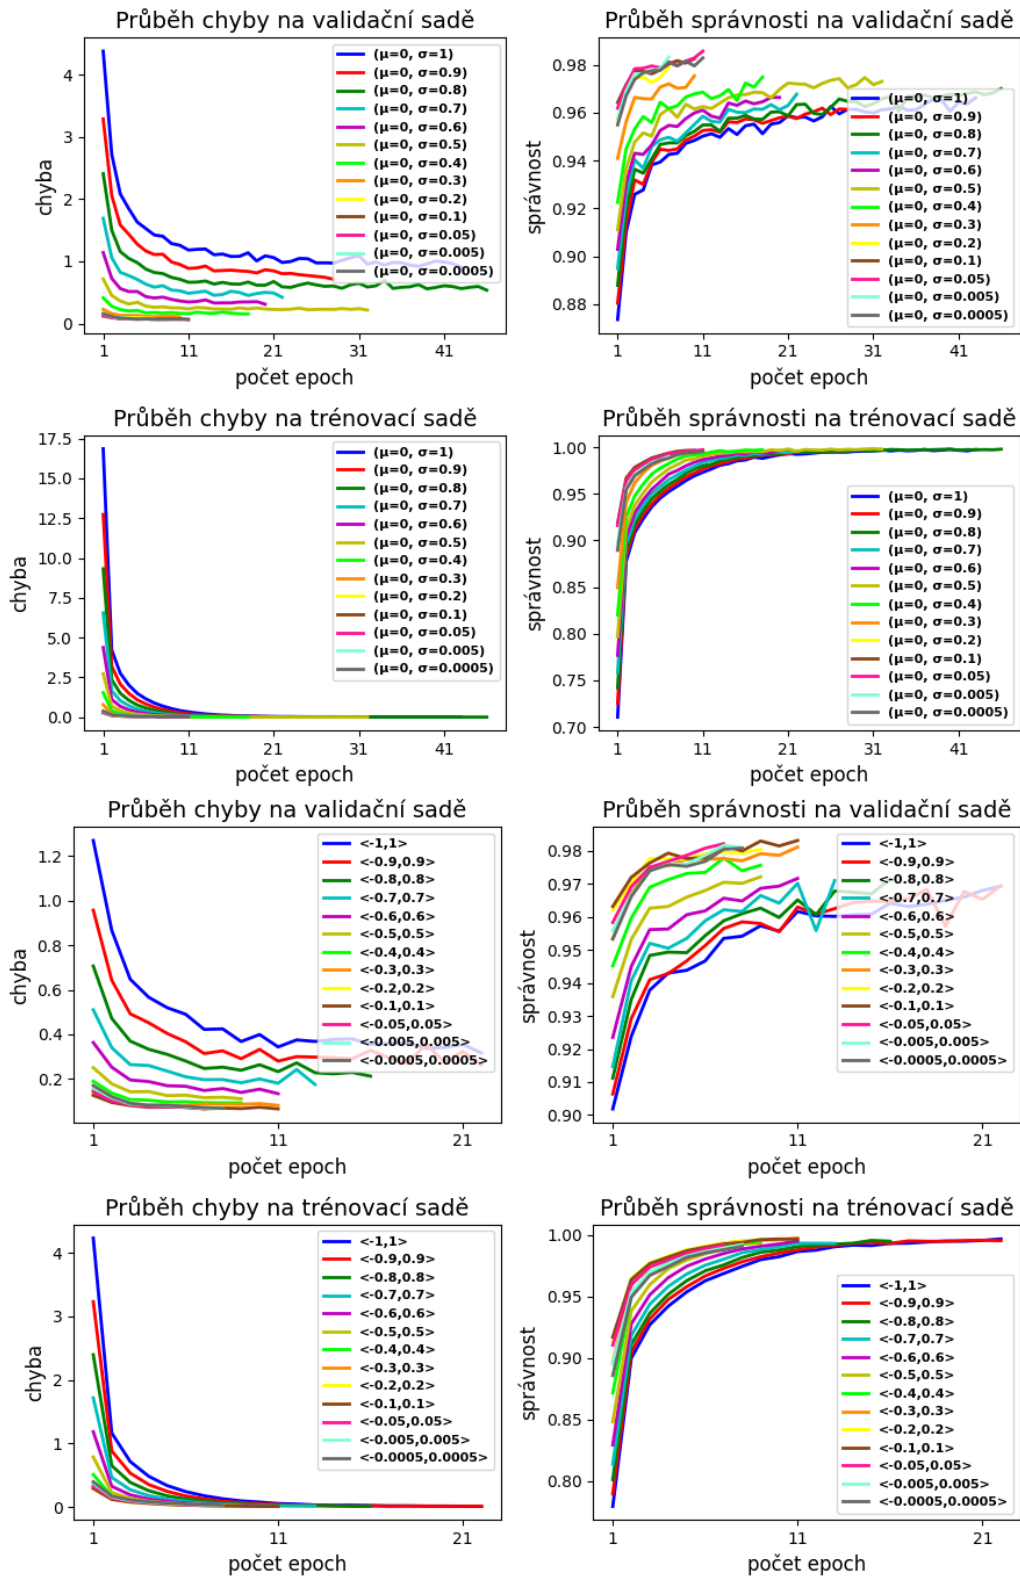 Průběh chyby na validační sadě
chyba
4
3
2
1
0
(μ=0, σ=1)
(μ=0, σ=0.9)
(μ=0, σ=0.8)
(μ=0, σ=0.7)
(μ=0, σ=0.6)
(μ=0, σ=0.5)
(μ=0, σ=0.4)
(μ=0, σ=0.3)
(μ=0, σ=0.2)
(μ=0, σ=0.1)
(μ=0, σ=0.05)
(μ=0, σ=0.005)
(μ=0, σ=0.0005)
1 11 21 31 41
počet epoch
Průběh správnosti na validační sadě
správnost
0.98
0.96
0.94
0.92
0.90
0.88
(μ=0, σ=1)
(μ=0, σ=0.9)
(μ=0, σ=0.8)
(μ=0, σ=0.7)
(μ=0, σ=0.6)
(μ=0, σ=0.5)
(μ=0, σ=0.4)
(μ=0, σ=0.3)
(μ=0, σ=0.2)
(μ=0, σ=0.1)
(μ=0, σ=0.05)
(μ=0, σ=0.005)
(μ=0, σ=0.0005)
1 11 21 31 41
počet epoch
Průběh chyby na trénovací sadě
chyba
17.5
15.0
12.5
10.0
7.5
5.0
2.5
0.0
(μ=0, σ=1)
(μ=0, σ=0.9)
(μ=0, σ=0.8)
(μ=0, σ=0.7)
(μ=0, σ=0.6)
(μ=0, σ=0.5)
(μ=0, σ=0.4)
(μ=0, σ=0.3)
(μ=0, σ=0.2)
(μ=0, σ=0.1)
(μ=0, σ=0.05)
(μ=0, σ=0.005)
(μ=0, σ=0.0005)
1 11 21 31 41
počet epoch
Průběh správnosti na trénovací sadě
správnost
1.00
0.95
0.90
0.85
0.80
0.75
0.70
(μ=0, σ=1)
(μ=0, σ=0.9)
(μ=0, σ=0.8)
(μ=0, σ=0.7)
(μ=0, σ=0.6)
(μ=0, σ=0.5)
(μ=0, σ=0.4)
(μ=0, σ=0.3)
(μ=0, σ=0.2)
(μ=0, σ=0.1)
(μ=0, σ=0.05)
(μ=0, σ=0.005)
(μ=0, σ=0.0005)
1 11 21 31 41
počet epoch
Průběh chyby na validační sadě
chyba
1.2
1.0
0.8
0.6
0.4
0.2
<-1,1>
<-0.9,0.9>
<-0.8,0.8>
<-0.7,0.7>
<-0.6,0.6>
<-0.5,0.5>
<-0.4,0.4>
<-0.3,0.3>
<-0.2,0.2>
<-0.1,0.1>
<-0.05,0.05>
<-0.005,0.005>
<-0.0005,0.0005>
1 11 21
počet epoch
Průběh správnosti na validační sadě
správnost
0.98
0.97
0.96
0.95
0.94
0.93
0.92
0.91
0.90
<-1,1>
<-0.9,0.9>
<-0.8,0.8>
<-0.7,0.7>
<-0.6,0.6>
<-0.5,0.5>
<-0.4,0.4>
<-0.3,0.3>
<-0.2,0.2>
<-0.1,0.1>
<-0.05,0.05>
<-0.005,0.005>
<-0.0005,0.0005>
1 11 21
počet epoch
Průběh chyby na trénovací sadě
chyba
4
3
2
1
0
<-1,1>
<-0.9,0.9>
<-0.8,0.8>
<-0.7,0.7>
<-0.6,0.6>
<-0.5,0.5>
<-0.4,0.4>
<-0.3,0.3>
<-0.2,0.2>
<-0.1,0.1>
<-0.05,0.05>
<-0.005,0.005>
<-0.0005,0.0005>
1 11 21
počet epoch
Průběh správnosti na trénovací sadě
správnost
1.00
0.95
0.90
0.85
0.80
<-1,1>
<-0.9,0.9>
<-0.8,0.8>
<-0.7,0.7>
<-0.6,0.6>
<-0.5,0.5>
<-0.4,0.4>
<-0.3,0.3>
<-0.2,0.2>
<-0.1,0.1>
<-0.05,0.05>
<-0.005,0.005>
<-0.0005,0.0005>
1 11 21
počet epoch